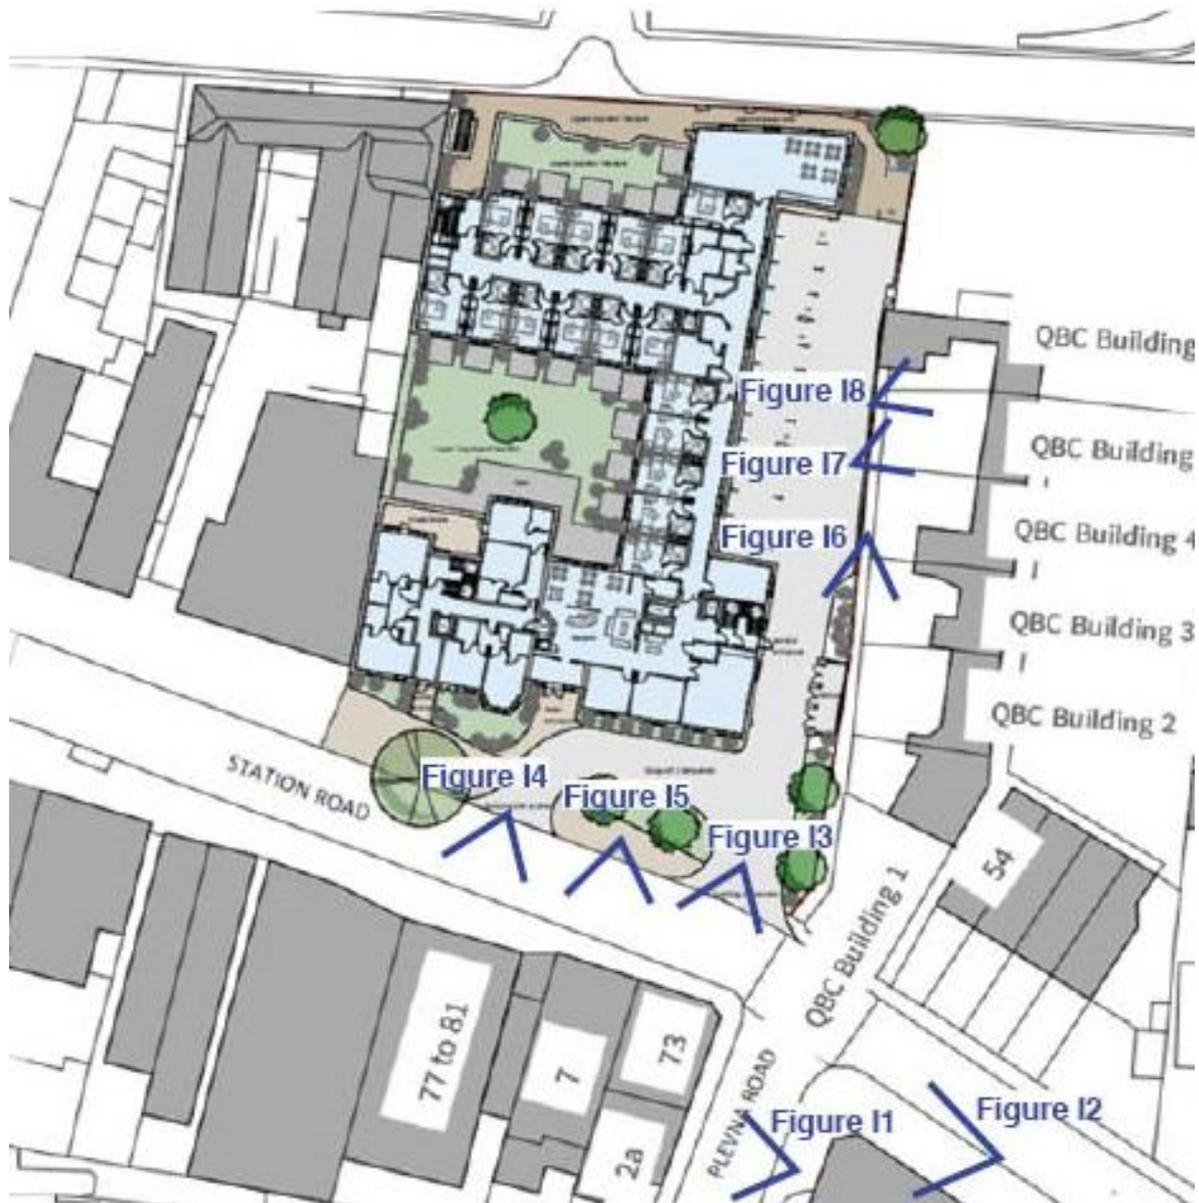 QBC Building
Figure I8
QBC Building
Figure I7
Figure I6
QBC Building 4
QBC Building 3
QBC Building 2
STATION ROAD
Figure I4
Figure I5
Figure I3
54
QBC Building 1
77 to 81
7
73
2a
PLEVNA ROAD
Figure I1
Figure I2